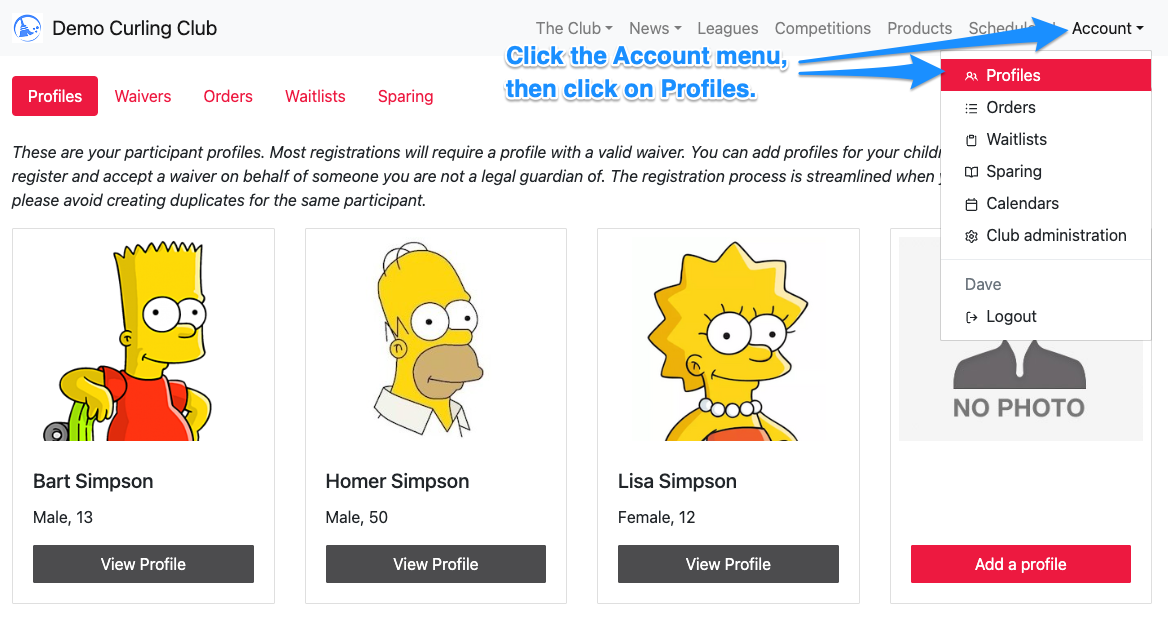 Demo Curling Club
The Club
News
Leagues
Competitions
Products
Account
Click the Account menu,
then click on Profiles.
Profiles
Waivers
Orders
Waitlists
Sparing
Profiles
Orders
Waitlists
Sparing
Calendars
Club administration
Dave
Logout
These are your participant profiles. Most registrations will require a profile with a valid waiver. You can add profiles for your
register and accept a waiver on behalf of someone you are not a legal guardian of. The registration process is streamlined when
please avoid creating duplicates for the same participant.
NO PHOTO
Bart Simpson
Male, 13
View Profile
Homer Simpson
Male, 50
View Profile
Lisa Simpson
Female, 12
View Profile
Add a profile